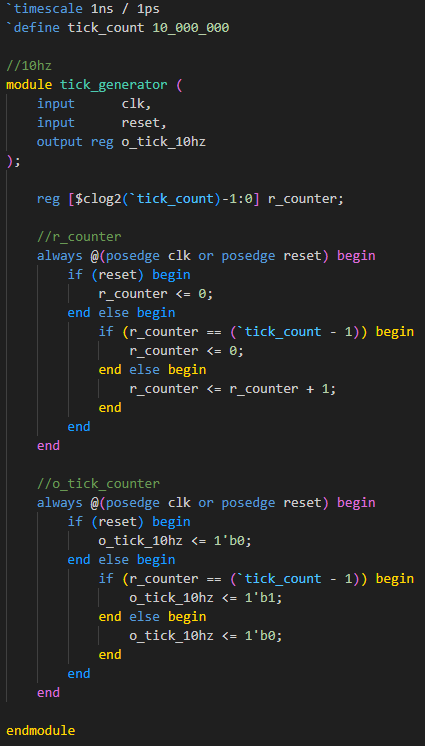 `timescale 1ns / 1ps
`define tick_count 10_000_000

//10hz
module tick_generator (
    input      clk,
    input      reset,
    output reg o_tick_10hz
);

    reg [$clog2(`tick_count)-1:0] r_counter;

    //r_counter
    always @(posedge clk or posedge reset) begin
        if (reset) begin
            r_counter <= 0;
        end else begin
            if (r_counter == (`tick_count - 1)) begin
                r_counter <= 0;
            end else begin
                r_counter <= r_counter + 1;
            end
        end
    end

    //o_tick_counter
    always @(posedge clk or posedge reset) begin
        if (reset) begin
            o_tick_10hz <= 1'b0;
        end else begin
            if (r_counter == (`tick_count - 1)) begin
                o_tick_10hz <= 1'b1;
            end else begin
                o_tick_10hz <= 1'b0;
            end
        end
    end

endmodule